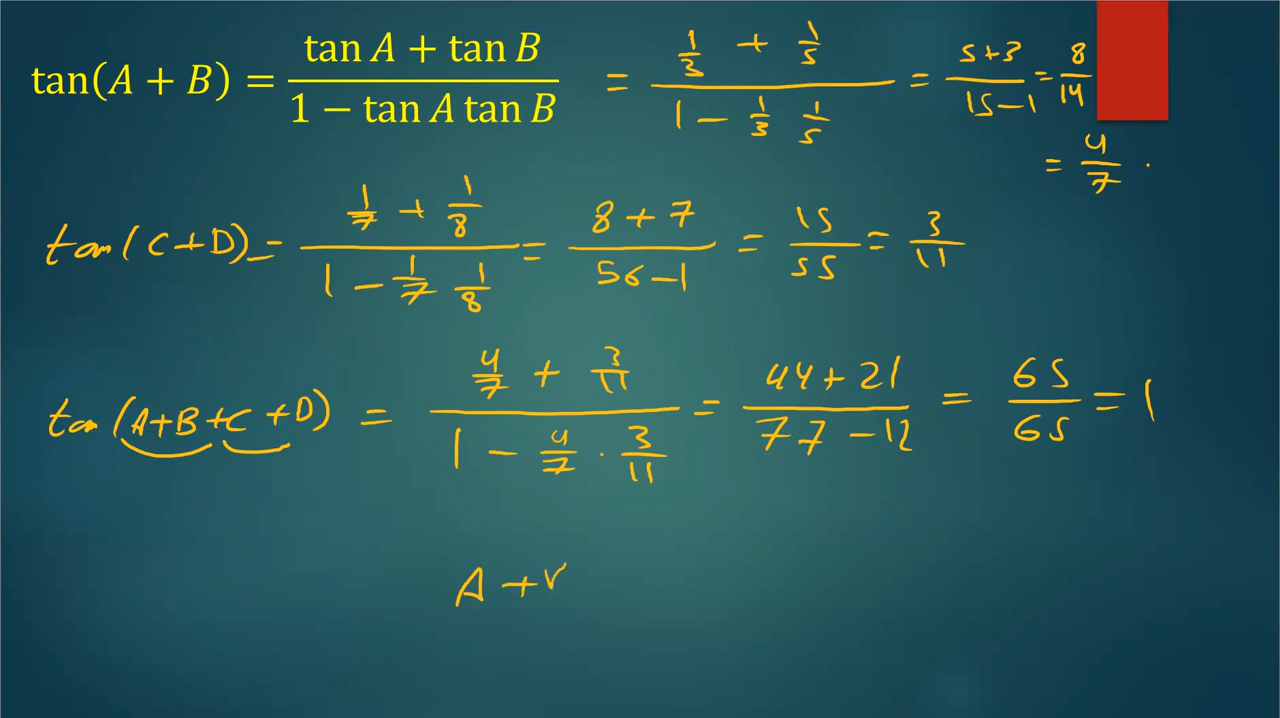 tan(A + B) = (tan A + tan B)/(1 − tan A tan B) = (1/3 + 1/5)/(1 − 1/3 1/5) = (5+3)/(15−1) = 8/14
= 4/7 .
tan(C+D) = (1/7 + 1/8)/(1 − 1/7 1/8) = (8+7)/(56−1) = 15/55 = 3/11
tan(A+B+C+D) = (4/7 + 3/11)/(1 − 4/7 · 3/11) = (44+21)/(77−12) = 65/65 = 1
A +